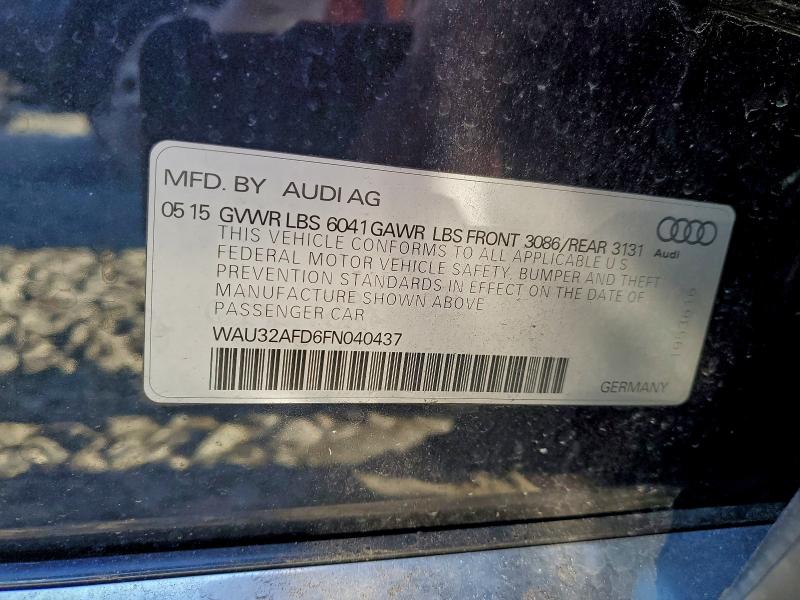 MFD. BY AUDI AG
05 15 GVWR LBS 6041 GAWR LBS FRONT 3086/REAR 3131
THIS VEHICLE CONFORMS TO ALL APPLICABLE U S
FEDERAL MOTOR VEHICLE SAFETY, BUMPER AND THEFT
PREVENTION STANDARDS IN EFFECT ON THE DATE OF
MANUFACTURE SHOWN ABOVE
PASSENGER CAR
Audi
WAU32AFD6FN040437
GERMANY